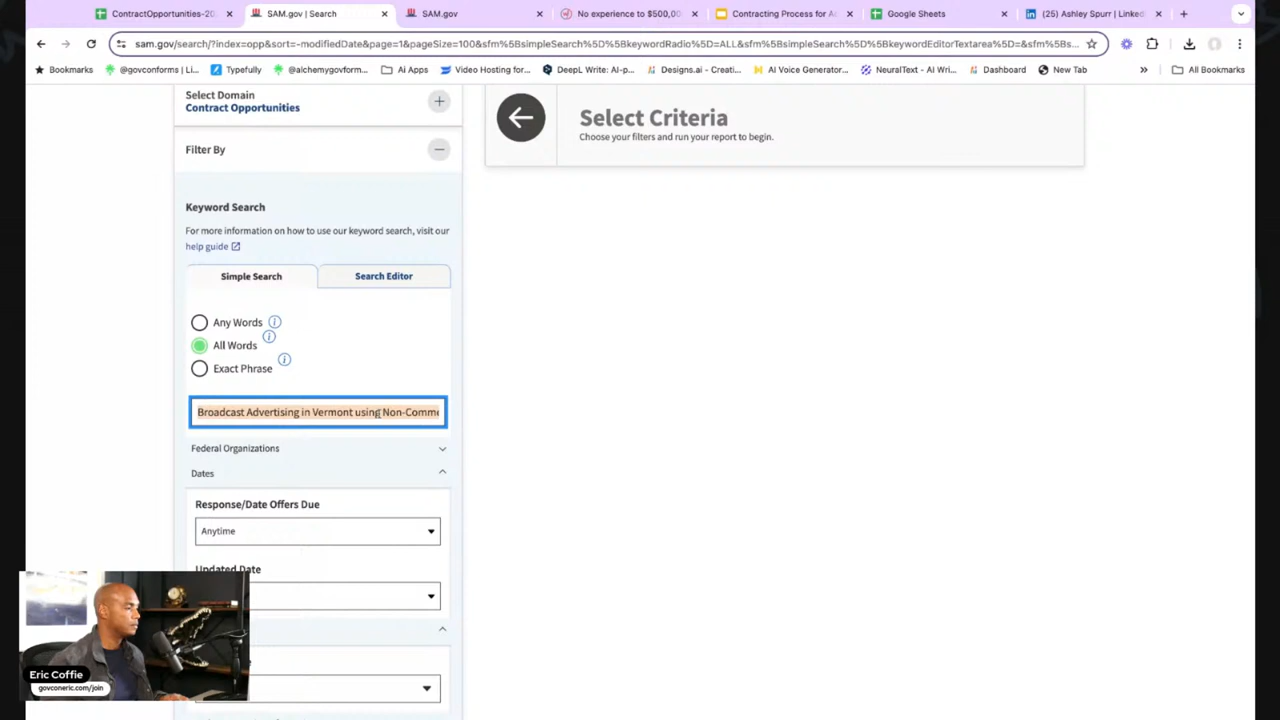 ContractOpportunities-20
SAM.gov | Search
SAM.gov
No experience to $500,00
Contracting Process for A
Google Sheets
(25) Ashley Spurr | Linked
sam.gov/search/?index=opp&sort=-modifiedDate&page=1&pageSize=100&sfm%5BsimpleSearch%5D%5BkeywordRadio%5D=ALL&sfm%5BsimpleSearch%5D%5BkeywordEditorTextarea%5D=&sfm%5Bs...
Bookmarks
@govconforms | Li...
Typefully
@alchemygovform...
Ai Apps
Video Hosting for...
DeepL Write: AI-p...
Designs.ai - Creati...
AI Voice Generator...
NeuralText - AI Wri...
Dashboard
New Tab
»
All Bookmarks
Select Domain
Contract Opportunities
Filter By
Keyword Search
For more information on how to use our keyword search, visit our
help guide
Simple Search
Search Editor
Any Words
All Words
Exact Phrase
Broadcast Advertising in Vermont using Non-Comme
Federal Organizations
Dates
Response/Date Offers Due
Anytime
Updated Date
Select Criteria
Choose your filters and run your report to begin.
Eric Coffie
govconeric.com/join